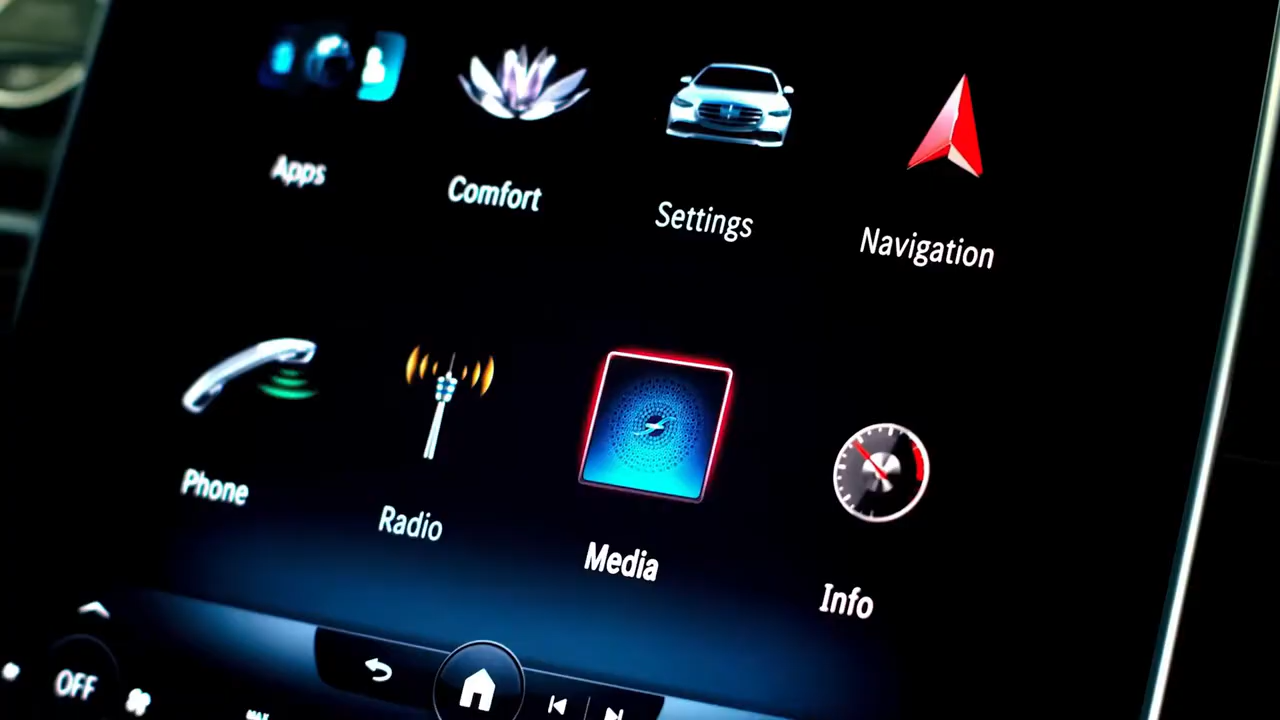 Apps
Comfort
Settings
Navigation
Phone
Radio
Media
Info
OFF